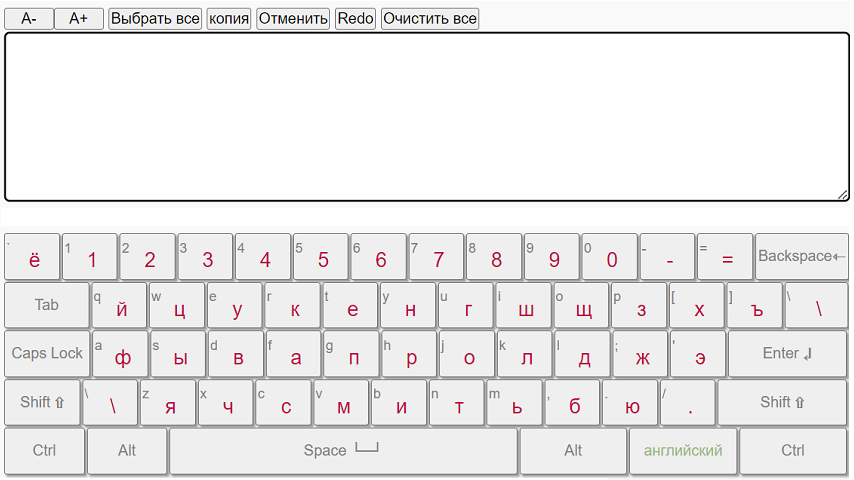 A- A+ Выбрать все копия Отменить Redo Очистить все
` ё 1 1 2 2 3 3 4 4 5 5 6 6 7 7 8 8 9 9 0 0 - - = = Backspace←
Tab q й w ц e у r к t е y н u г i ш o щ p з [ х ] ъ \ \
Caps Lock a ф s ы d в f а g п h р j о k л l д ; ж ' э Enter ↲
Shift ⇧ \ \ z я x ч c с v м b и n т m ь , б . ю / . Shift ⇧
Ctrl Alt Space Alt английский Ctrl